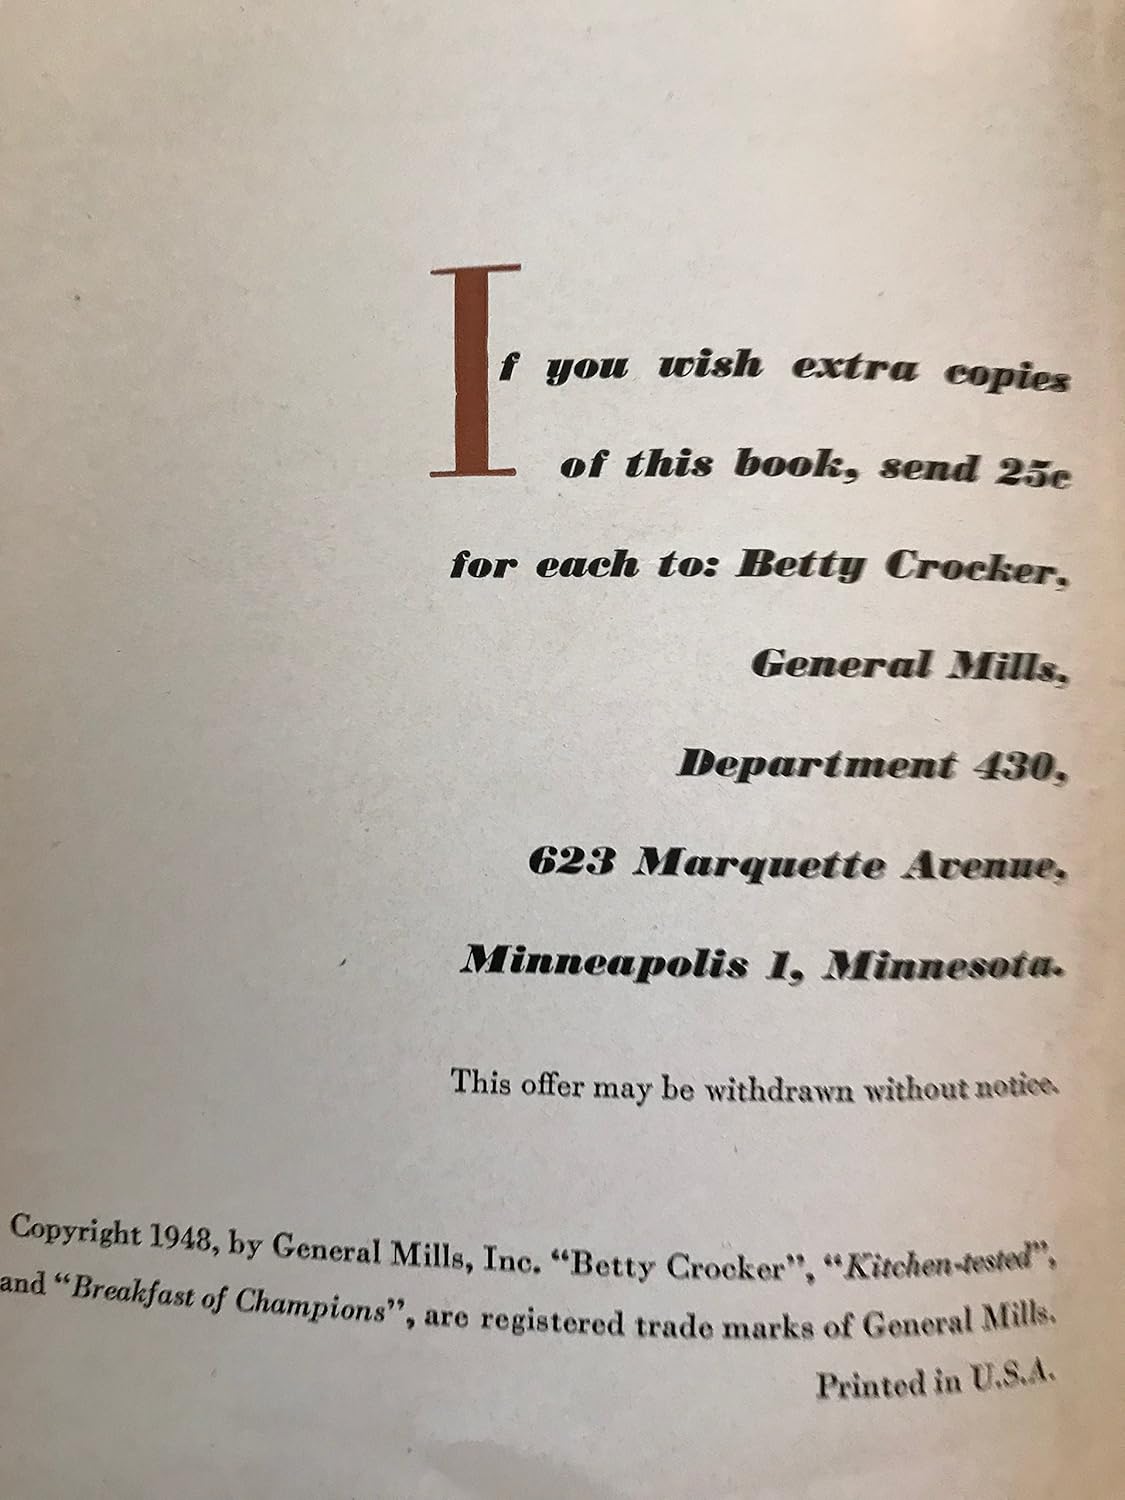 If you wish extra copies
of this book, send 25c
for each to: Betty Crocker,
General Mills,
Department 430,
623 Marquette Avenue,
Minneapolis 1, Minnesota.
This offer may be withdrawn without notice.
Copyright 1948, by General Mills, Inc. “Betty Crocker”, “Kitchen-tested”,
and “Breakfast of Champions”, are registered trade marks of General Mills.
Printed in U.S.A.